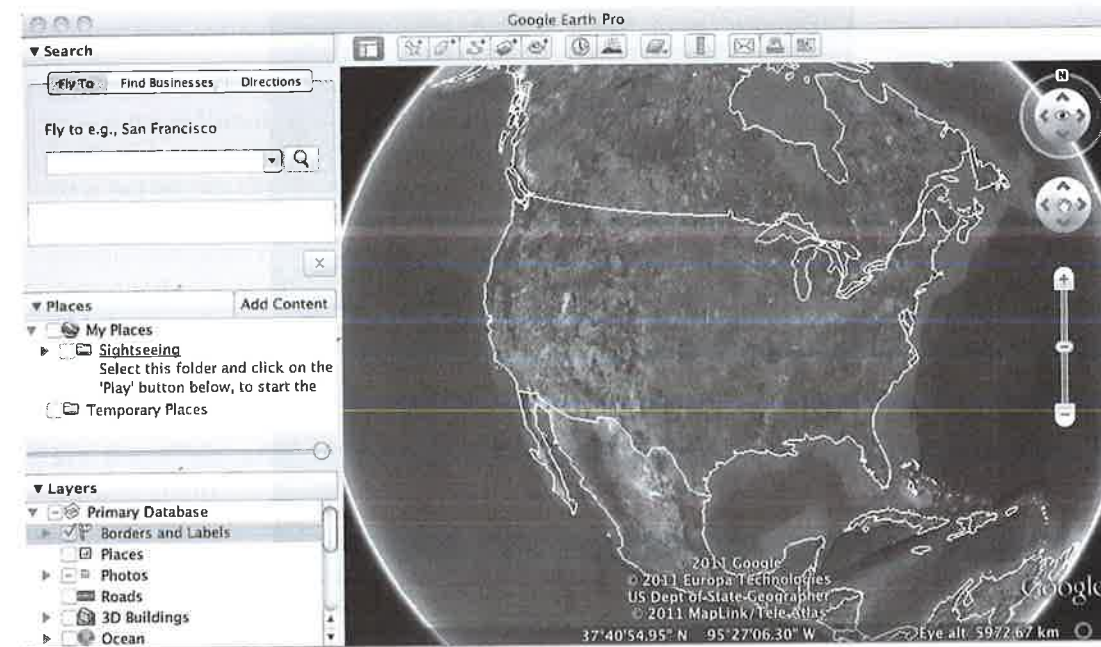 Google Earth Pro
▼ Search
Fly To Find Businesses Directions
Fly to e.g., San Francisco
X
▼ Places Add Content
My Places
Sightseeing
Select this folder and click on the
'Play' button below, to start the
Temporary Places
▼ Layers
Primary Database
Borders and Labels
Places
Photos
Roads
3D Buildings
Ocean
N
© 2011 Google
© 2011 Europa Technologies
US Dept of State Geographer
© 2011 MapLink/Tele Atlas
Google
37°40'54.95" N 95°27'06.30" W Eye alt 5972.67 km